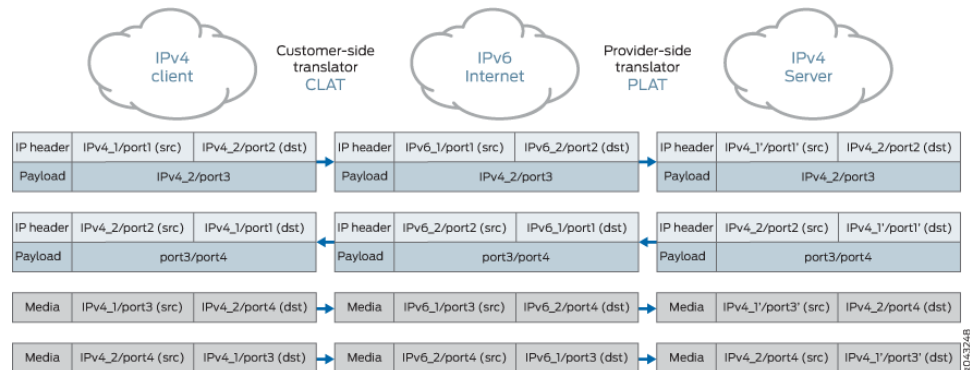 IPv4
client
Customer-side
translator
CLAT
IPv6
Internet
Provider-side
translator
PLAT
IPv4
Server
IP header IPv4_1/port1 (src) IPv4_2/port2 (dst) IP header IPv6_1/port1 (src) IPv6_2/port2 (dst) IP header IPv4_1'/port1' (src) IPv4_2/port2 (dst)
Payload IPv4_2/port3 Payload IPv4_2/port3 Payload IPv4_2/port3
IP header IPv4_2/port2 (src) IPv4_1/port1 (dst) IP header IPv6_2/port2 (src) IPv6_1/port1 (dst) IP header IPv4_2/port2 (src) IPv4_1'/port1' (dst)
Payload port3/port4 Payload port3/port4 Payload port3/port4
Media IPv4_1/port3 (src) IPv4_2/port4 (dst) Media IPv6_1/port3 (src) IPv6_2/port4 (dst) Media IPv4_1'/port3' (src) IPv4_2/port4 (dst)
Media IPv4_2/port4 (src) IPv4_1/port3 (dst) Media IPv6_2/port4 (src) IPv6_1/port3 (dst) Media IPv4_2/port4 (src) IPv4_1'/port3' (dst)
g043248